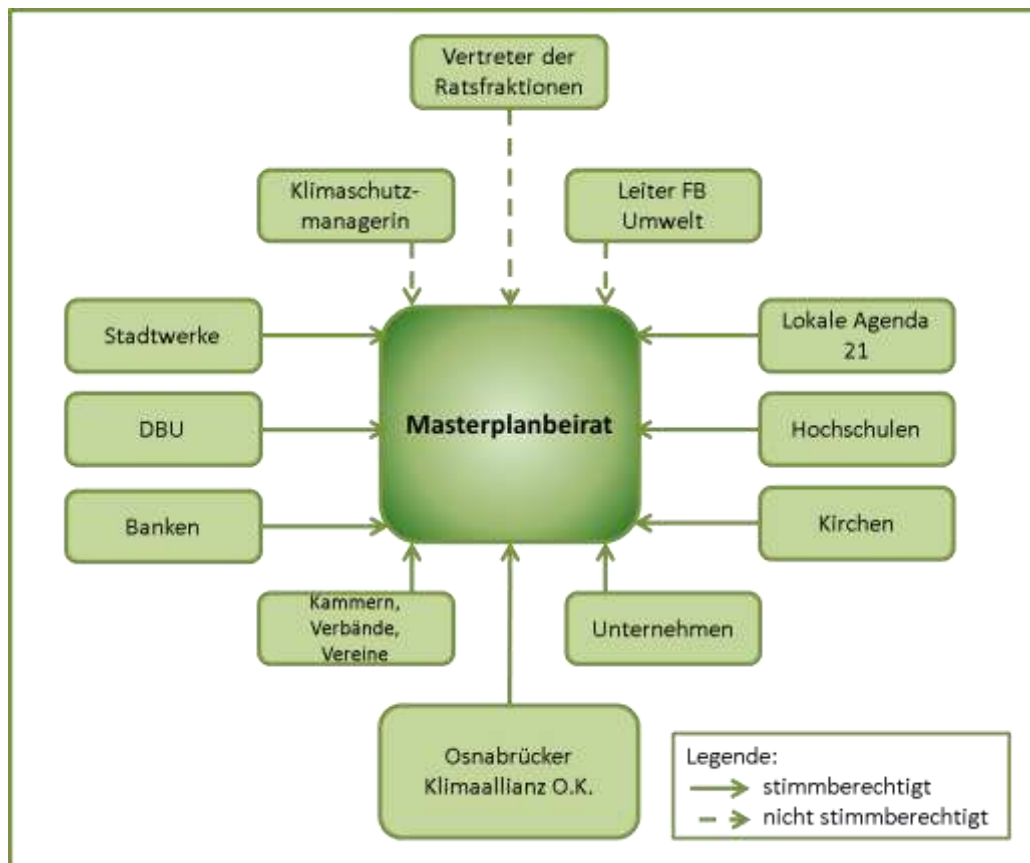 Vertreter der
Ratsfraktionen
Klimaschutz-
managerin
Leiter FB
Umwelt
Stadtwerke
Lokale Agenda
21
DBU
Masterplanbeirat
Hochschulen
Banken
Kirchen
Kammern,
Verbände,
Vereine
Unternehmen
Osnabrücker
Klimaallianz O.K.
Legende:
stimmberechtigt
nicht stimmberechtigt